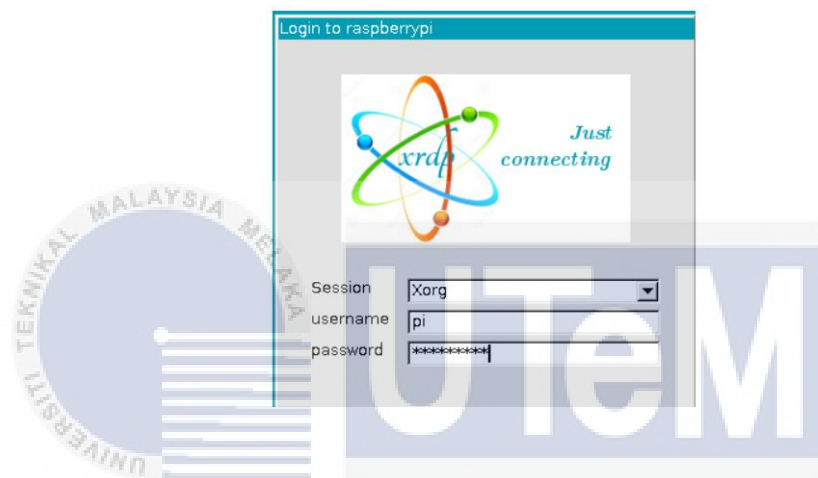 Login to raspberrypi
xrdp
Just
connecting
Session Xorg
username pi
password **********
UNIVERSITI TEKNIKAL MALAYSIA MELAKA
UTeM